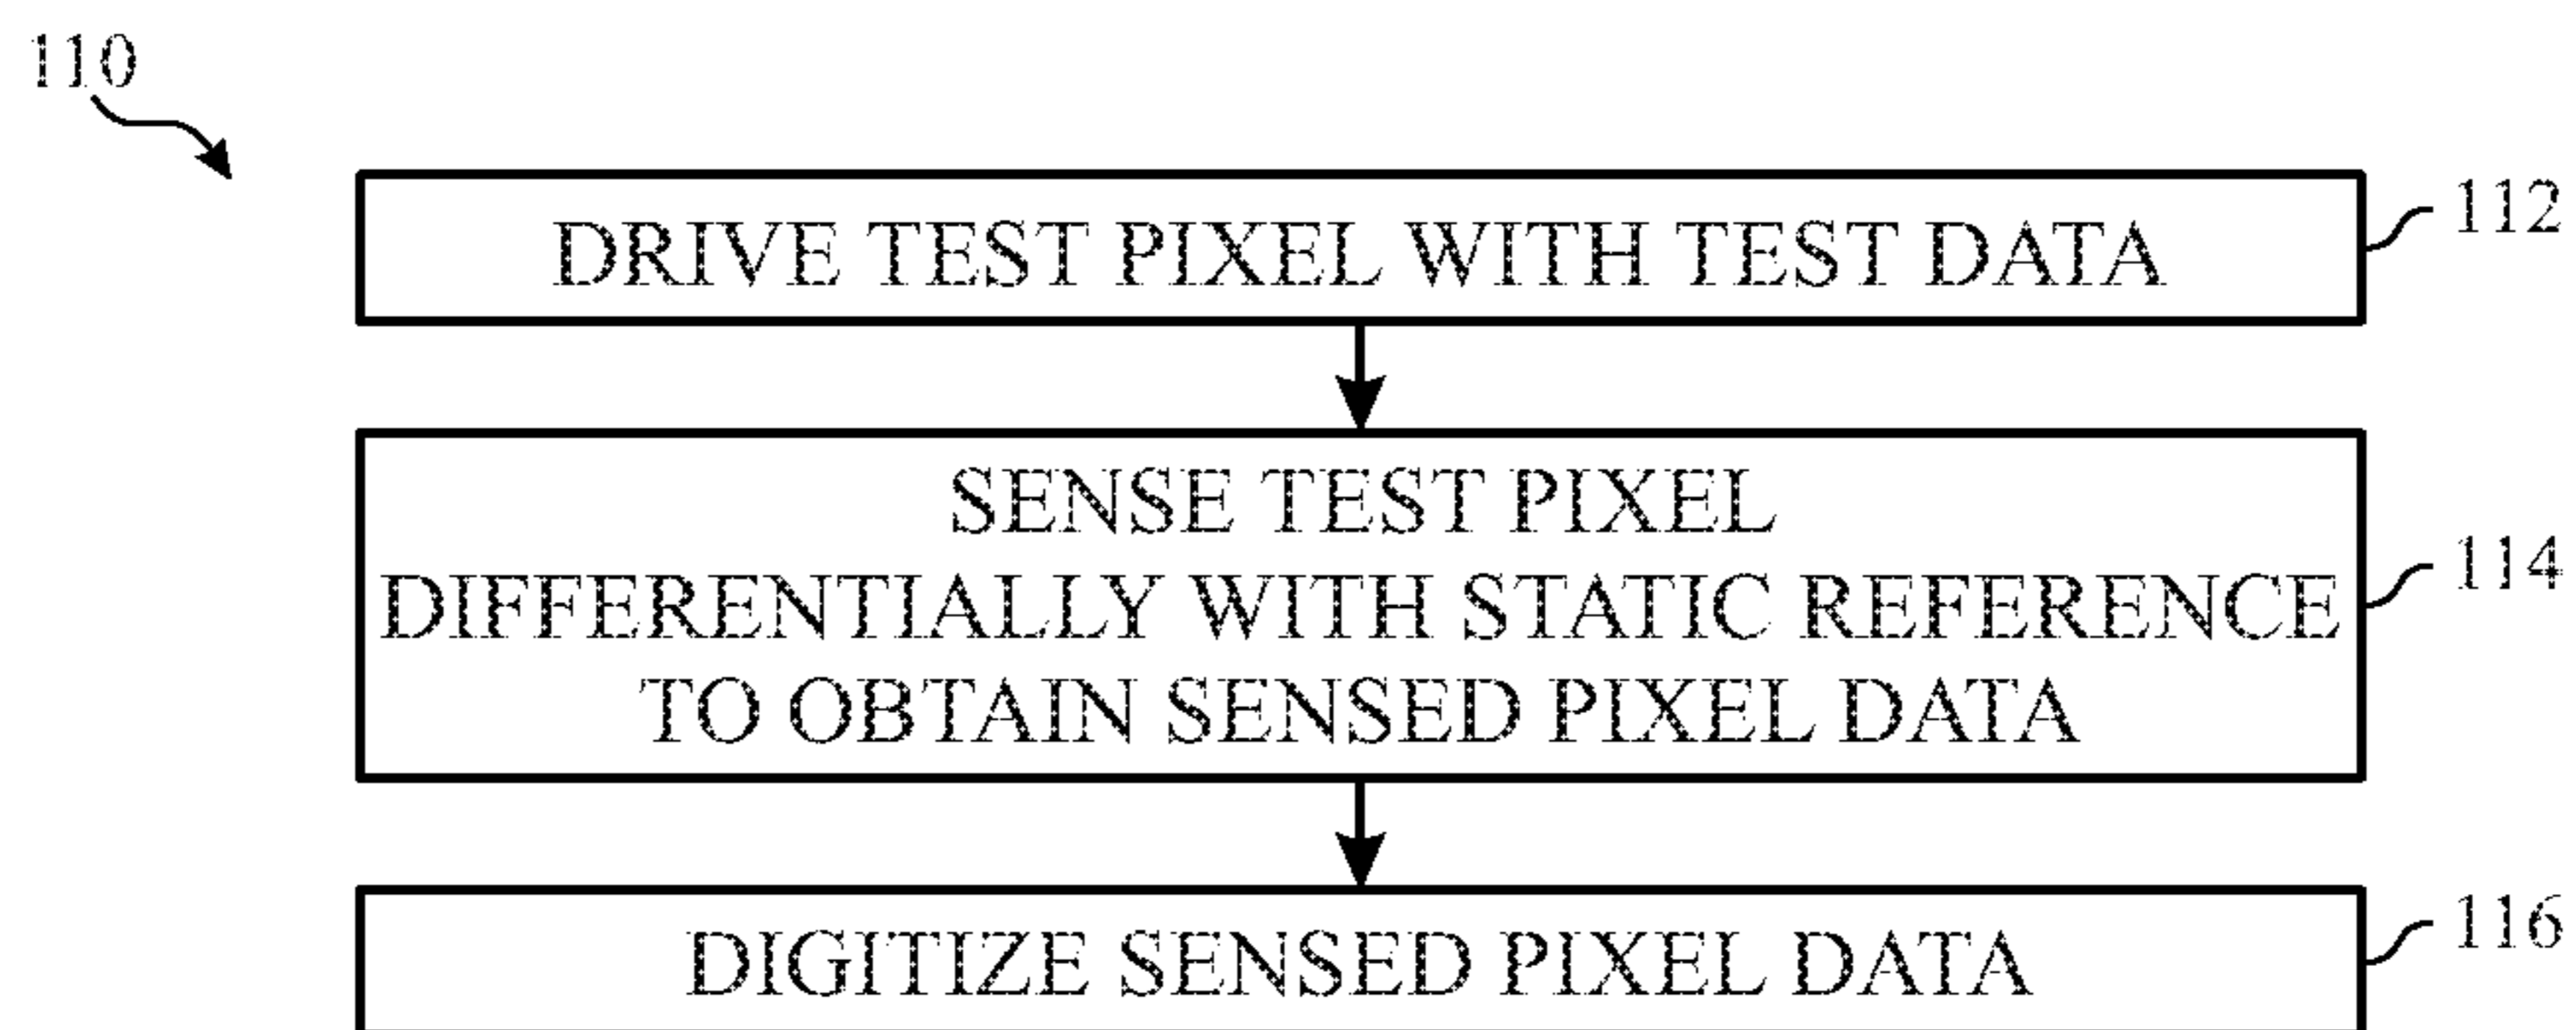 110
DRIVE TEST PIXEL WITH TEST DATA
112
SENSE TEST PIXEL
DIFFERENTIALLY WITH STATIC REFERENCE
TO OBTAIN SENSED PIXEL DATA
114
DIGITIZE SENSED PIXEL DATA
116